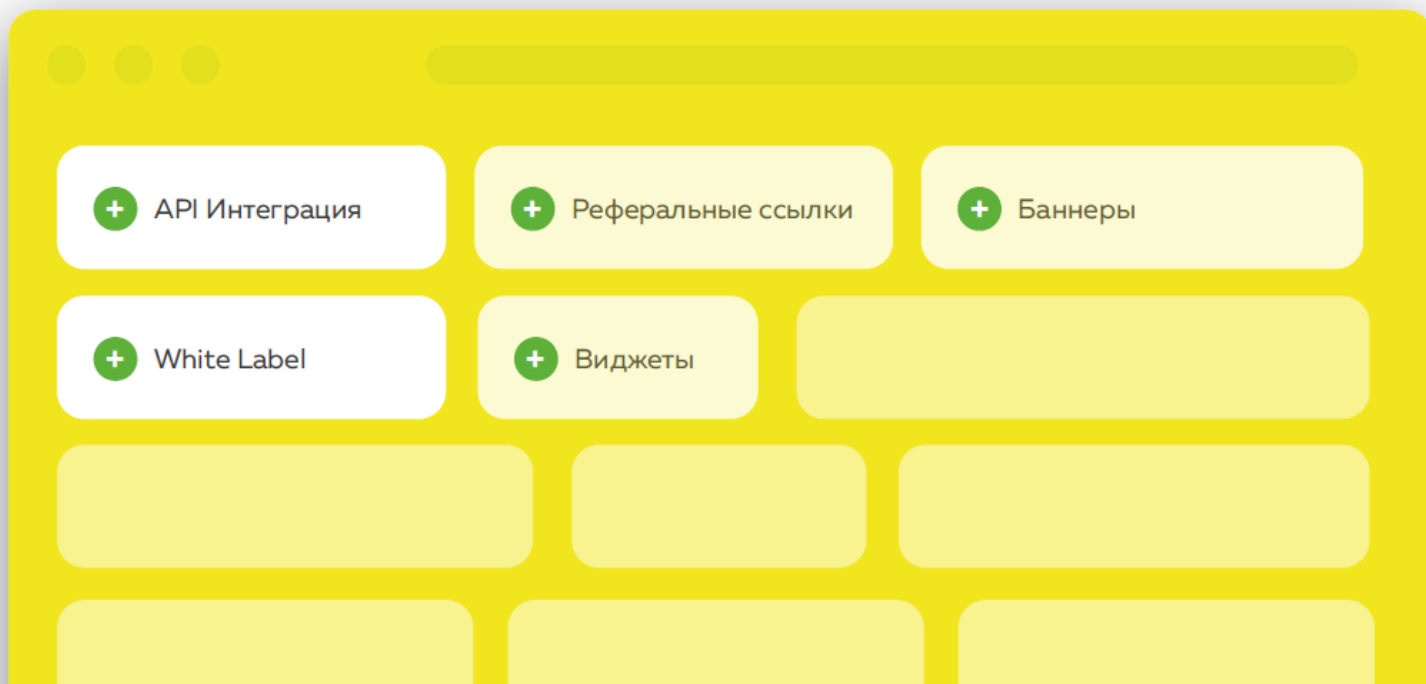 API Интеграция
Реферальные ссылки
Баннеры
White Label
Виджеты